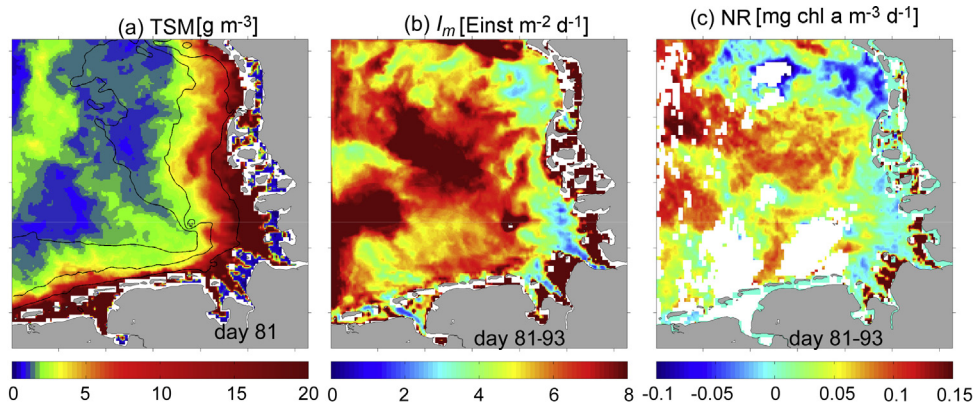 (a) TSM[g m-3]
(b) Im [Einst m-2 d-1]
(c) NR [mg chl a m-3 d-1]
day 81
day 81-93
day 81-93
0 5 10 15 20
0 2 4 6 8
-0.1 -0.05 0 0.05 0.1 0.15